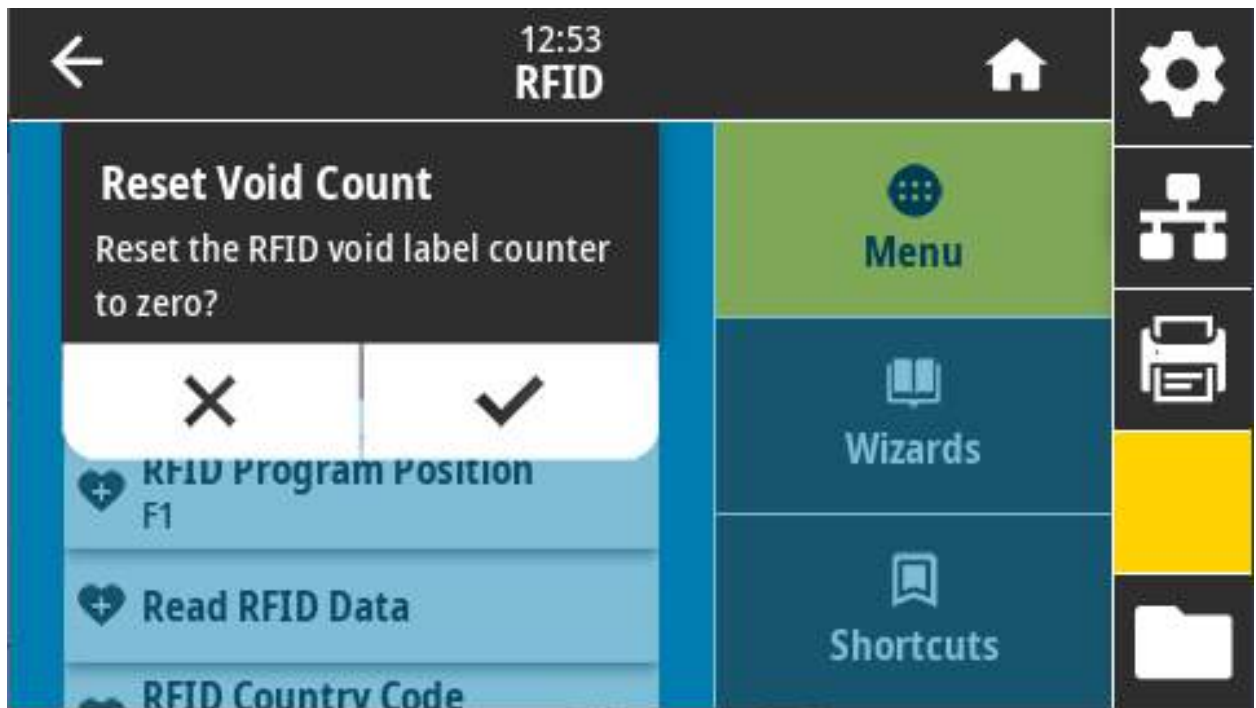 12:53
RFID
Reset Void Count
Reset the RFID void label counter
to zero?
RFID Program Position
F1
Read RFID Data
RFID Country Code
Menu
Wizards
Shortcuts